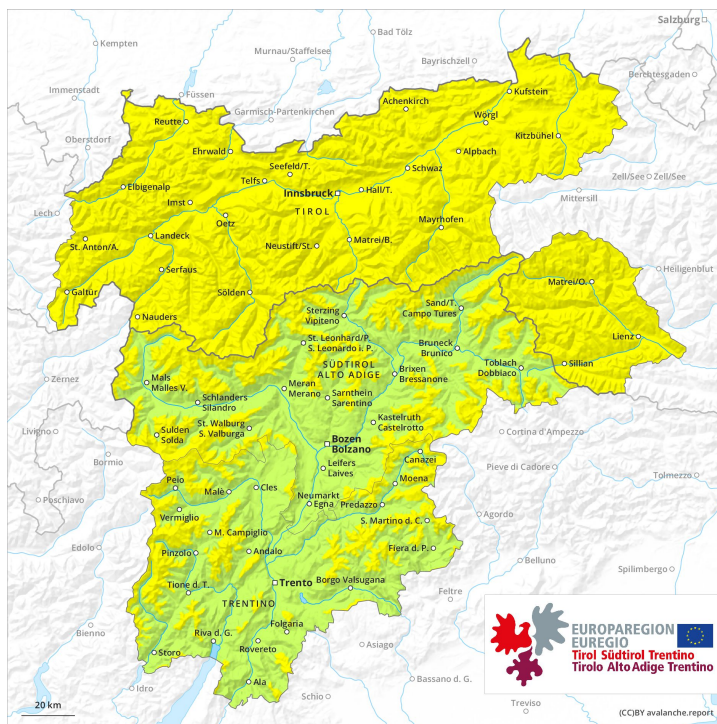 Salzburg
Kempten
Bad Tölz
Murnau/Staffelsee
Bayrischzell
Berchtesgaden
Immenstadt
Füssen
Garmisch-Partenkirchen
Achenkirch
Kufstein
Reutte
Wörgl
Oberstdorf
Ehrwald
Kitzbühel
Seefeld/T.
Alpbach
Schwaz
Telfs
Zell/See
Zell/See
Elbigenalp
Innsbruck
Hall/T.
Mittersill
Imst
TIROL
Lech
Oetz
Mayrhofen
St. Anton/A.
Landeck
Neustift/St.
Matrei/B.
Serfaus
Heiligenblut
Matrei/O.
Galtür
Sölden
Sand/T.
Campo Tures
Nauders
Sterzing
Vipiteno
Lienz
St. Leonhard/P.
S. Leonardo i. P.
Bruneck
Brunico
Toblach
Dobbiaco
Sillian
SÜDTIROL
ALTO ADIGE
Brixen
Bressanone
Mals
Malles V.
Meran
Merano
Zernez
Schlanders
Silandro
Sarnthein
Sarentino
Kastelruth
Castelrotto
St. Walburg
S. Valburga
Cortina d'Ampezzo
Livigno
Sulden
Solda
Bozen
Bolzano
Canazei
Bormio
Pieve di Cadore
Leifers
Laives
Tolmezzo
Peio
Moena
Poschiavo
Malè
Cles
Neumarkt
Egna
Predazzo
Vermiglio
Agordo
S. Martino d. C.
M. Campiglio
Edolo
Pinzolo
Andalo
Fiera d. P.
Belluno
Trento
Borgo Valsugana
Spilimbergo
Tione d. T.
Feltre
TRENTINO
Folgaria
Bienno
Riva d. G.
Rovereto
Asiago
Storo
Bassano d. G.
Idro
Ala
Schio
Treviso
EUROPAREGION
EUREGIO
Tirol Südtirol Trentino
Tirolo Alto Adige Trentino
20 km
(CC)BY avalanche.report